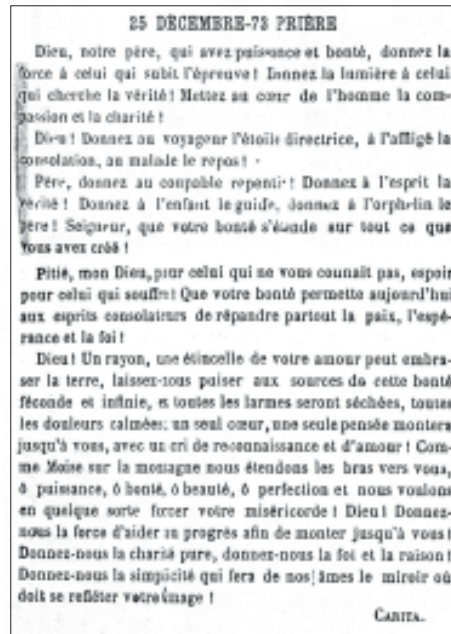 25 DÉCEMBRE-73 PRIÈRE
Dieu, notre père, qui avez puissance et bonté, donnez la
force à celui qui subit l'épreuve! Donnez la lumière à celui
qui cherche la vérité! Mettez au cœur de l'homme la com-
passion et la charité!
Dieu! Donnez au voyageur l'étoile directrice, à l'affligé la
consolation, au malade le repos!
Père, donnez au coupable repentir! Donnez à l'esprit la
vérité! Donnez à l'enfant le guide, donnez à l'orphelin le
père! Seigneur, que votre bonté s'étende sur tout ce que
vous avez créé!
Pitié, mon Dieu, pour celui qui ne vous connait pas, espoir
pour celui qui souffre! Que votre bonté permette aujourd'hui
aux esprits consolateurs de répandre partout la paix, l'espé-
rance et la foi!
Dieu! Un rayon, une étincelle de votre amour peut embra-
ser la terre, laissez-nous puiser aux sources de cette bonté
féconde et infinie, et toutes les larmes seront séchées, toutes
les douleurs calmées; un seul cœur, une seule pensée montera
jusqu'à vous, avec un cri de reconnaissance et d'amour! Com-
me Moïse sur la montagne nous étendons les bras vers vous,
ô puissance, ô bonté, ô beauté, ô perfection et nous voulons
en quelque sorte forcer votre miséricorde! Dieu! Donnez-
nous la force d'aider au progrès afin de monter jusqu'à vous!
Donnez-nous la charité pure, donnez-nous la foi et la raison!
Donnez-nous la simplicité qui fera de nos âmes le miroir où
doit se refléter votre image!
CARITA.